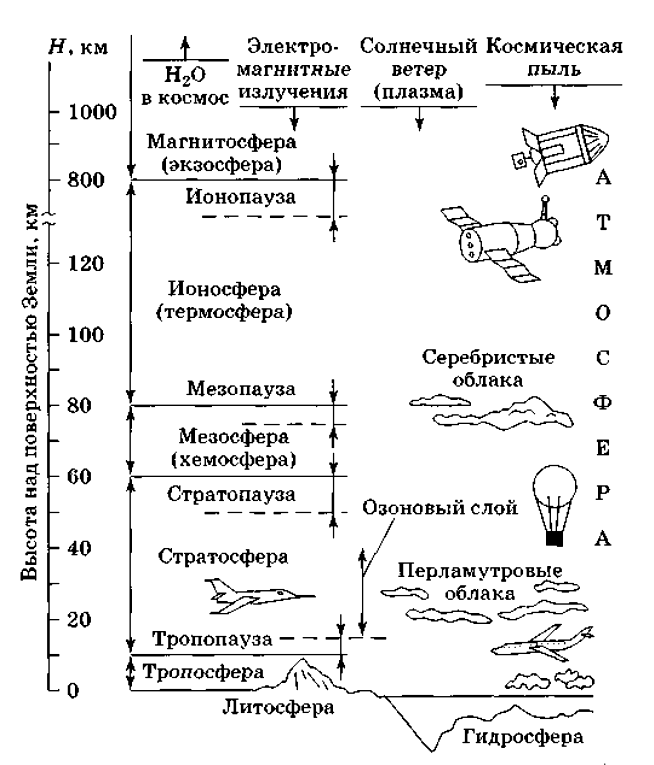 H, км
H₂O
в космос
Электро-
магнитные
излучения
Солнечный
ветер
(плазма)
Космическая
пыль
1000
Магнитосфера
(экзосфера)
800
Ионопауза
120
Ионосфера
(термосфера)
100
Серебристые
облака
Мезопауза
80
Мезосфера
(хемосфера)
60
Стратопауза
Озоновый слой
40
Стратосфера
Перламутровые
облака
20
Тропопауза
Тропосфера
0
Литосфера
Гидросфера
Высота над поверхностью Земли, км
А
Т
М
О
С
Ф
Е
Р
А